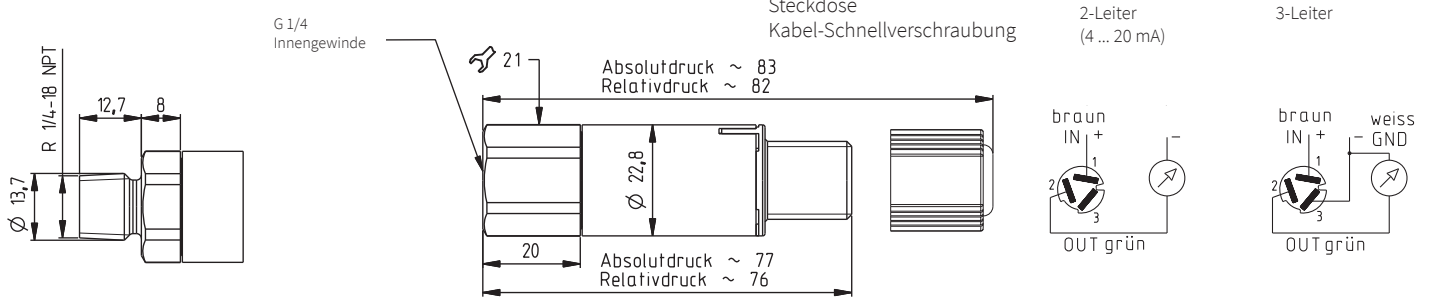 Steckdose
Kabel-Schnellverschraubung
2-Leiter
(4 ... 20 mA)
3-Leiter
G 1/4
Innengewinde
R 1/4-18 NPT
12,7
8
Ø 13,7
21
Absolutdruck ~ 83
Relativdruck ~ 82
Ø 22,8
20
Absolutdruck ~ 77
Relativdruck ~ 76
braun
IN +
-
1
2
3
OUT grün
braun
IN +
- weiss
GND
1
2
3
OUT grün